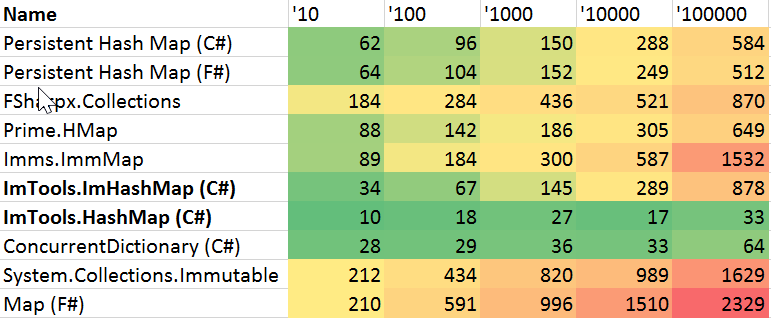 Name '10 '100 '1000 '10000 '100000
Persistent Hash Map (C#) 62 96 150 288 584
Persistent Hash Map (F#) 64 104 152 249 512
FSharpx.Collections 184 284 436 521 870
Prime.HMap 88 142 186 305 649
Imms.ImmMap 89 184 300 587 1532
ImTools.ImHashMap (C#) 34 67 145 289 878
ImTools.HashMap (C#) 10 18 27 17 33
ConcurrentDictionary (C#) 28 29 36 33 64
System.Collections.Immutable 212 434 820 989 1629
Map (F#) 210 591 996 1510 2329